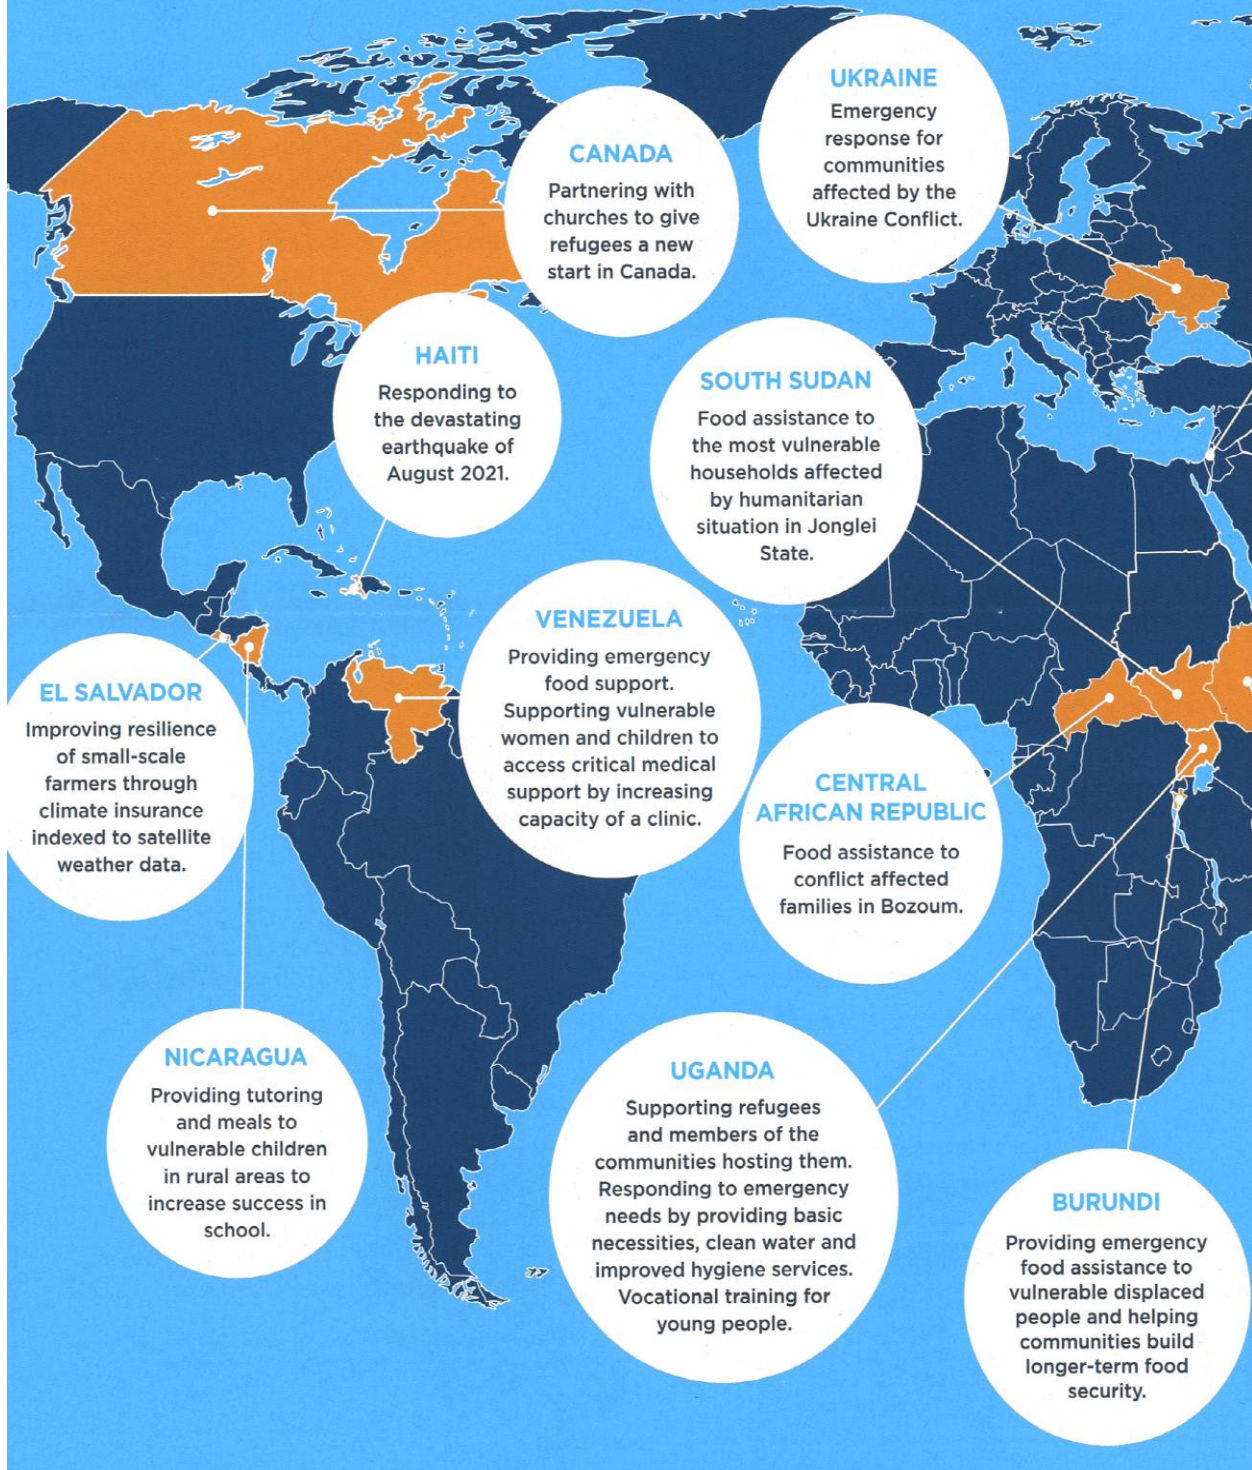 UKRAINE
Emergency
response for
communities
affected by the
Ukraine Conflict.
CANADA
Partnering with
churches to give
refugees a new
start in Canada.
HAITI
Responding to
the devastating
earthquake of
August 2021.
SOUTH SUDAN
Food assistance to
the most vulnerable
households affected
by humanitarian
situation in Jonglei
State.
VENEZUELA
Providing emergency
food support.
Supporting vulnerable
women and children to
access critical medical
support by increasing
capacity of a clinic.
EL SALVADOR
Improving resilience
of small-scale
farmers through
climate insurance
indexed to satellite
weather data.
CENTRAL
AFRICAN REPUBLIC
Food assistance to
conflict affected
families in Bozoum.
NICARAGUA
Providing tutoring
and meals to
vulnerable children
in rural areas to
increase success in
school.
UGANDA
Supporting refugees
and members of the
communities hosting them.
Responding to emergency
needs by providing basic
necessities, clean water and
improved hygiene services.
Vocational training for
young people.
BURUNDI
Providing emergency
food assistance to
vulnerable displaced
people and helping
communities build
longer-term food
security.